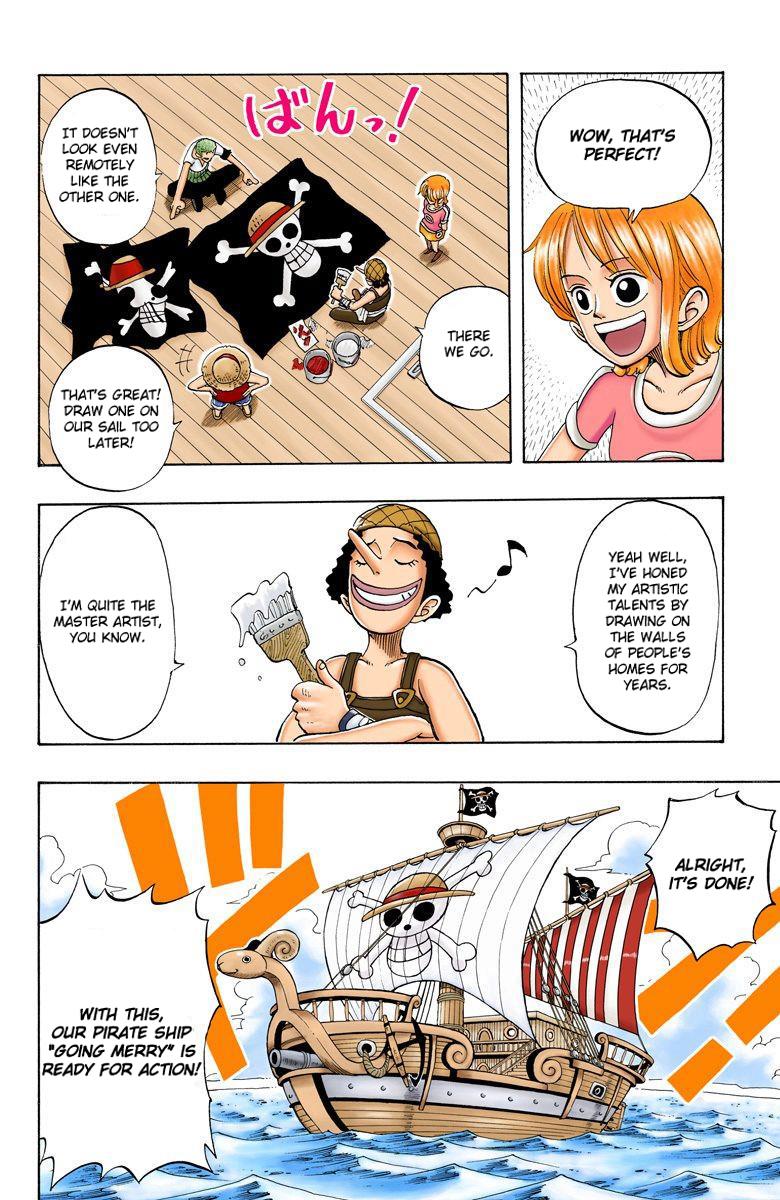 WOW, THAT'S
PERFECT!
ばんっ!
IT DOESN'T
LOOK EVEN
REMOTELY
LIKE THE
OTHER ONE.
THERE
WE GO.
THAT'S GREAT!
DRAW ONE ON
OUR SAIL TOO
LATER!
YEAH WELL,
I'VE HONED
MY ARTISTIC
TALENTS BY
DRAWING ON
THE WALLS
OF PEOPLE'S
HOMES FOR
YEARS.
I'M QUITE THE
MASTER ARTIST,
YOU KNOW.
ALRIGHT,
IT'S DONE!
WITH THIS,
OUR PIRATE SHIP
"GOING MERRY" IS
READY FOR ACTION!